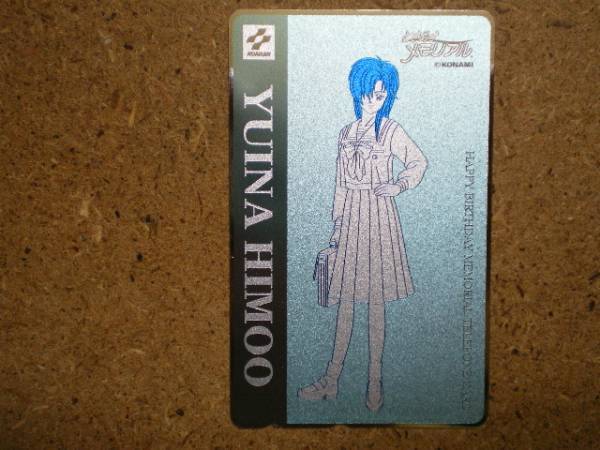 KONAMI
ときめき
メモリアル
©KONAMI
YUINA HIMOO
HAPPY BIRTHDAY MEMORIAL TELEPHONE CARD